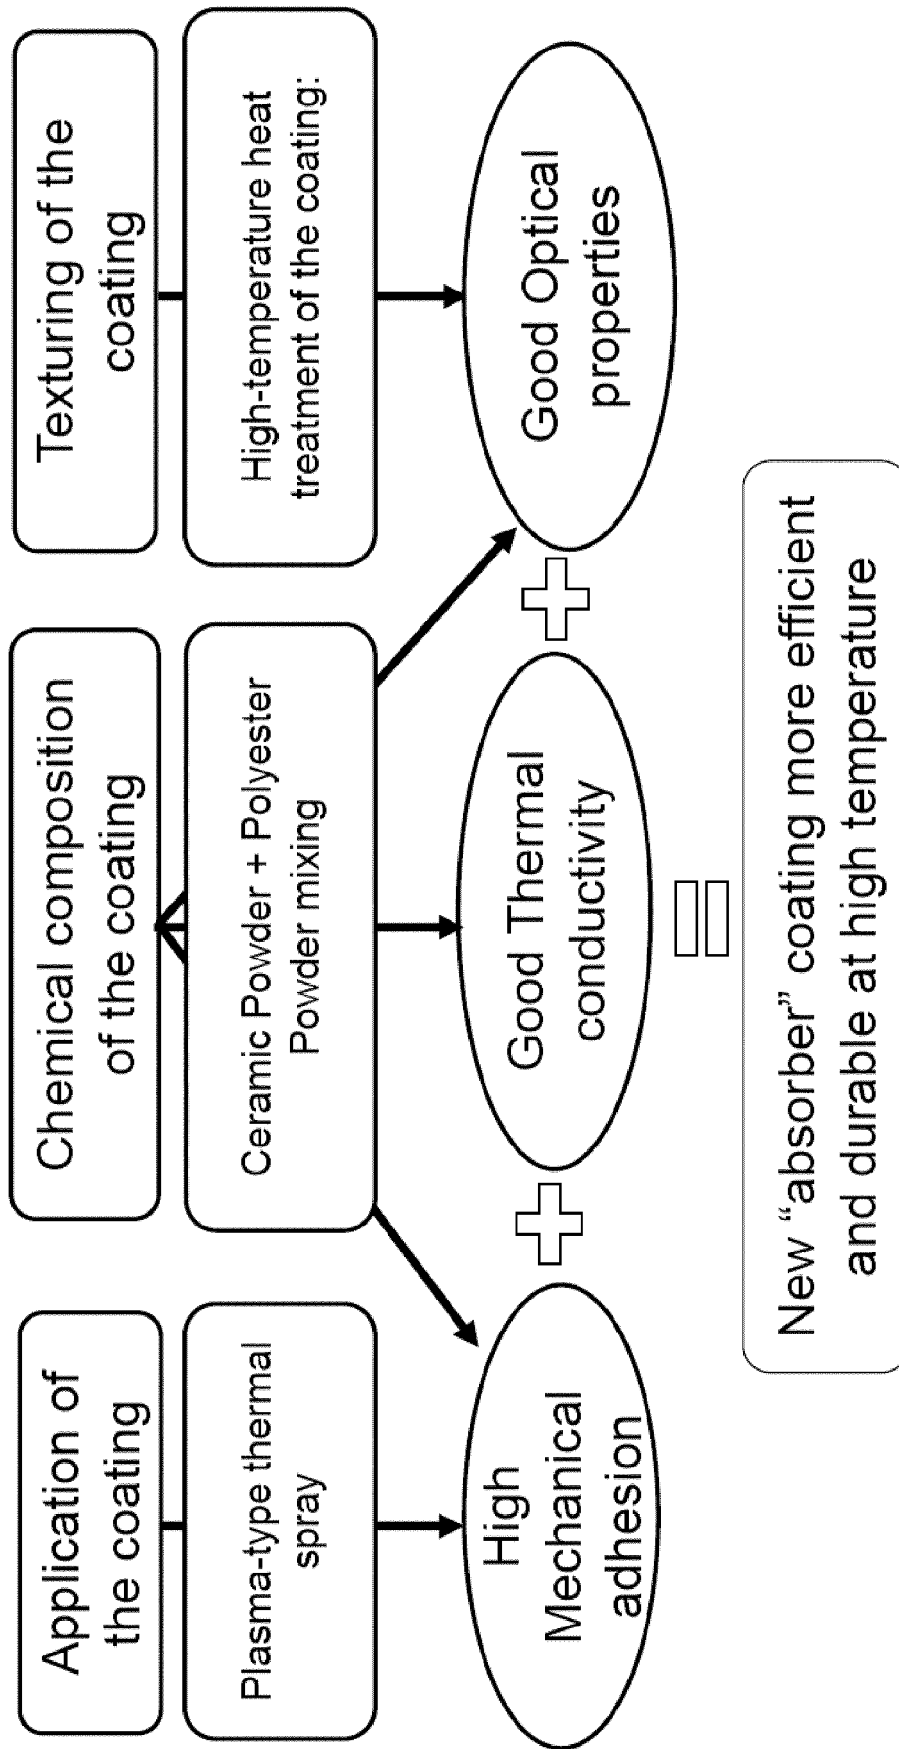 Application of
the coating
Chemical composition
of the coating
Texturing of the
coating
Plasma-type thermal
spray
Ceramic Powder + Polyester
Powder mixing
High-temperature heat
treatment of the coating:
High
Mechanical
adhesion
Good Thermal
conductivity
Good Optical
properties
New “absorber” coating more efficient
and durable at high temperature